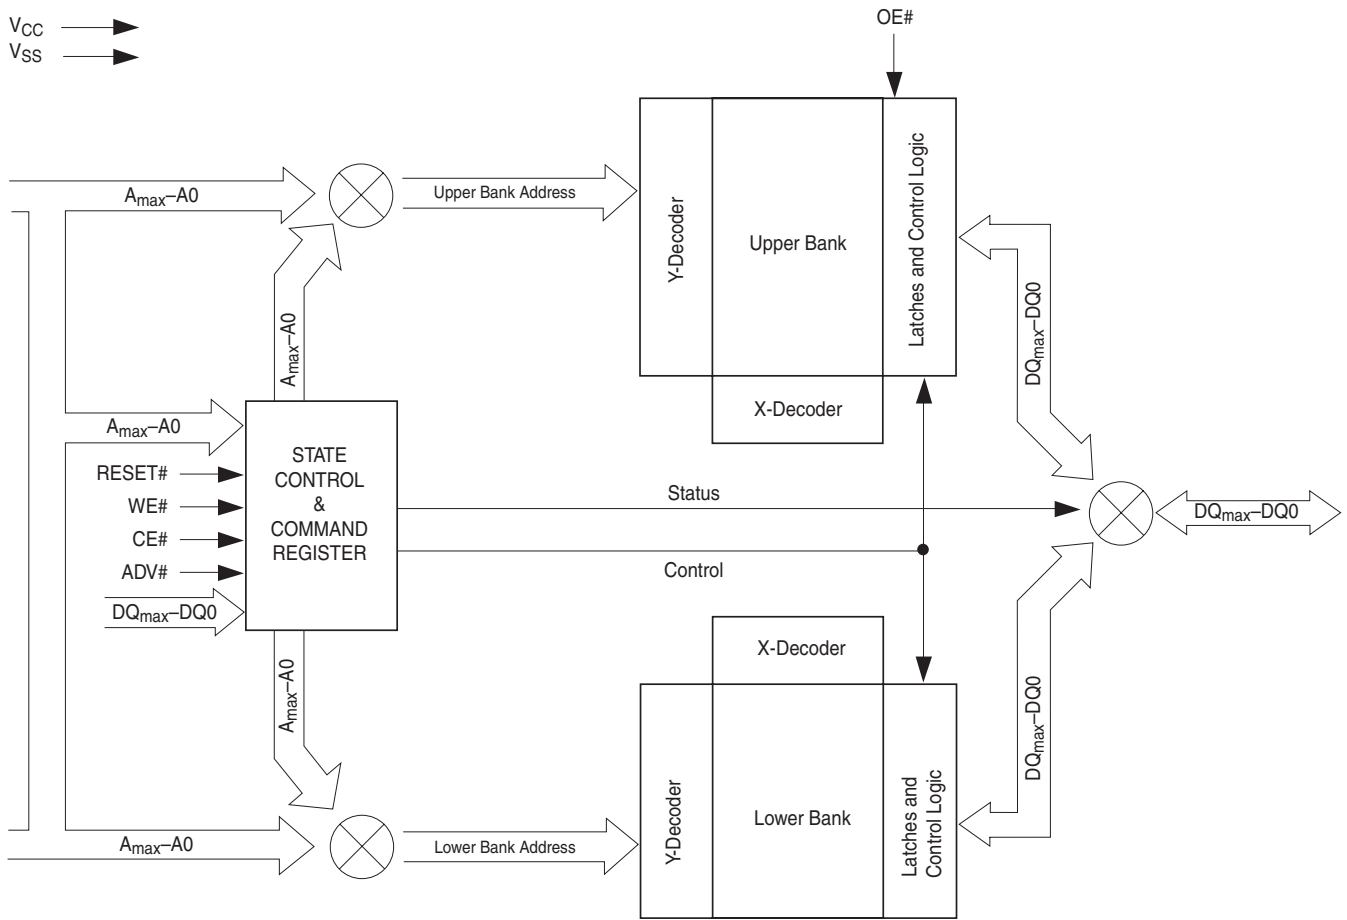 VCC
VSS
OE#
Amax–A0
Upper Bank Address
Y-Decoder
Upper Bank
Latches and Control Logic
X-Decoder
DQmax–DQ0
Amax–A0
Amax–A0
RESET#
WE#
CE#
ADV#
DQmax–DQ0
STATE
CONTROL
&
COMMAND
REGISTER
Status
Control
DQmax–DQ0
Amax–A0
X-Decoder
DQmax–DQ0
Amax–A0
Lower Bank Address
Y-Decoder
Lower Bank
Latches and
Control Logic